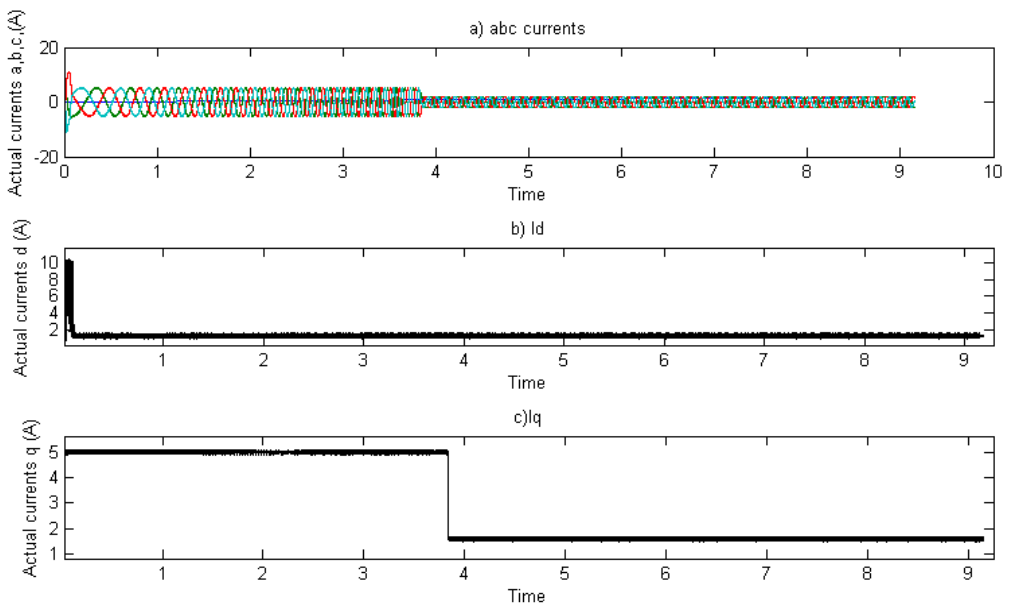 a) abc currents
Actual currents a,b,c,(A)
20
0
-20
0 1 2 3 4 5 6 7 8 9 10
Time
b) Id
Actual currents d (A)
10
8
6
4
2
1 2 3 4 5 6 7 8 9
Time
c)Iq
Actual currents q (A)
5
4
3
2
1
1 2 3 4 5 6 7 8 9
Time